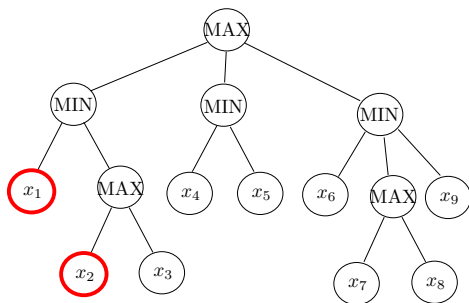 MAX
MIN MIN MIN
x₁ MAX x₄ x₅ x₆ MAX x₉
x₂ x₃ x₇ x₈